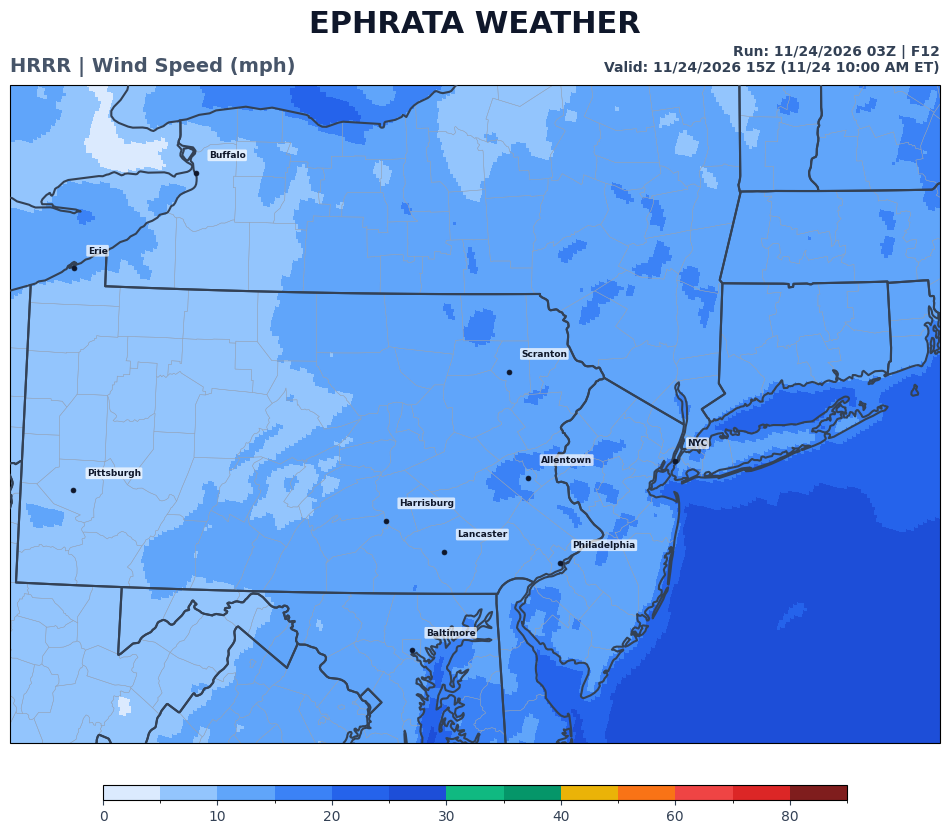 EPHRATA WEATHER
HRRR | Wind Speed (mph)
Run: 11/24/2026 03Z | F12
Valid: 11/24/2026 15Z (11/24 10:00 AM ET)
Buffalo
Erie
Scranton
NYC
Allentown
Pittsburgh
Harrisburg
Lancaster
Philadelphia
Baltimore
0 10 20 30 40 50 60 70 80